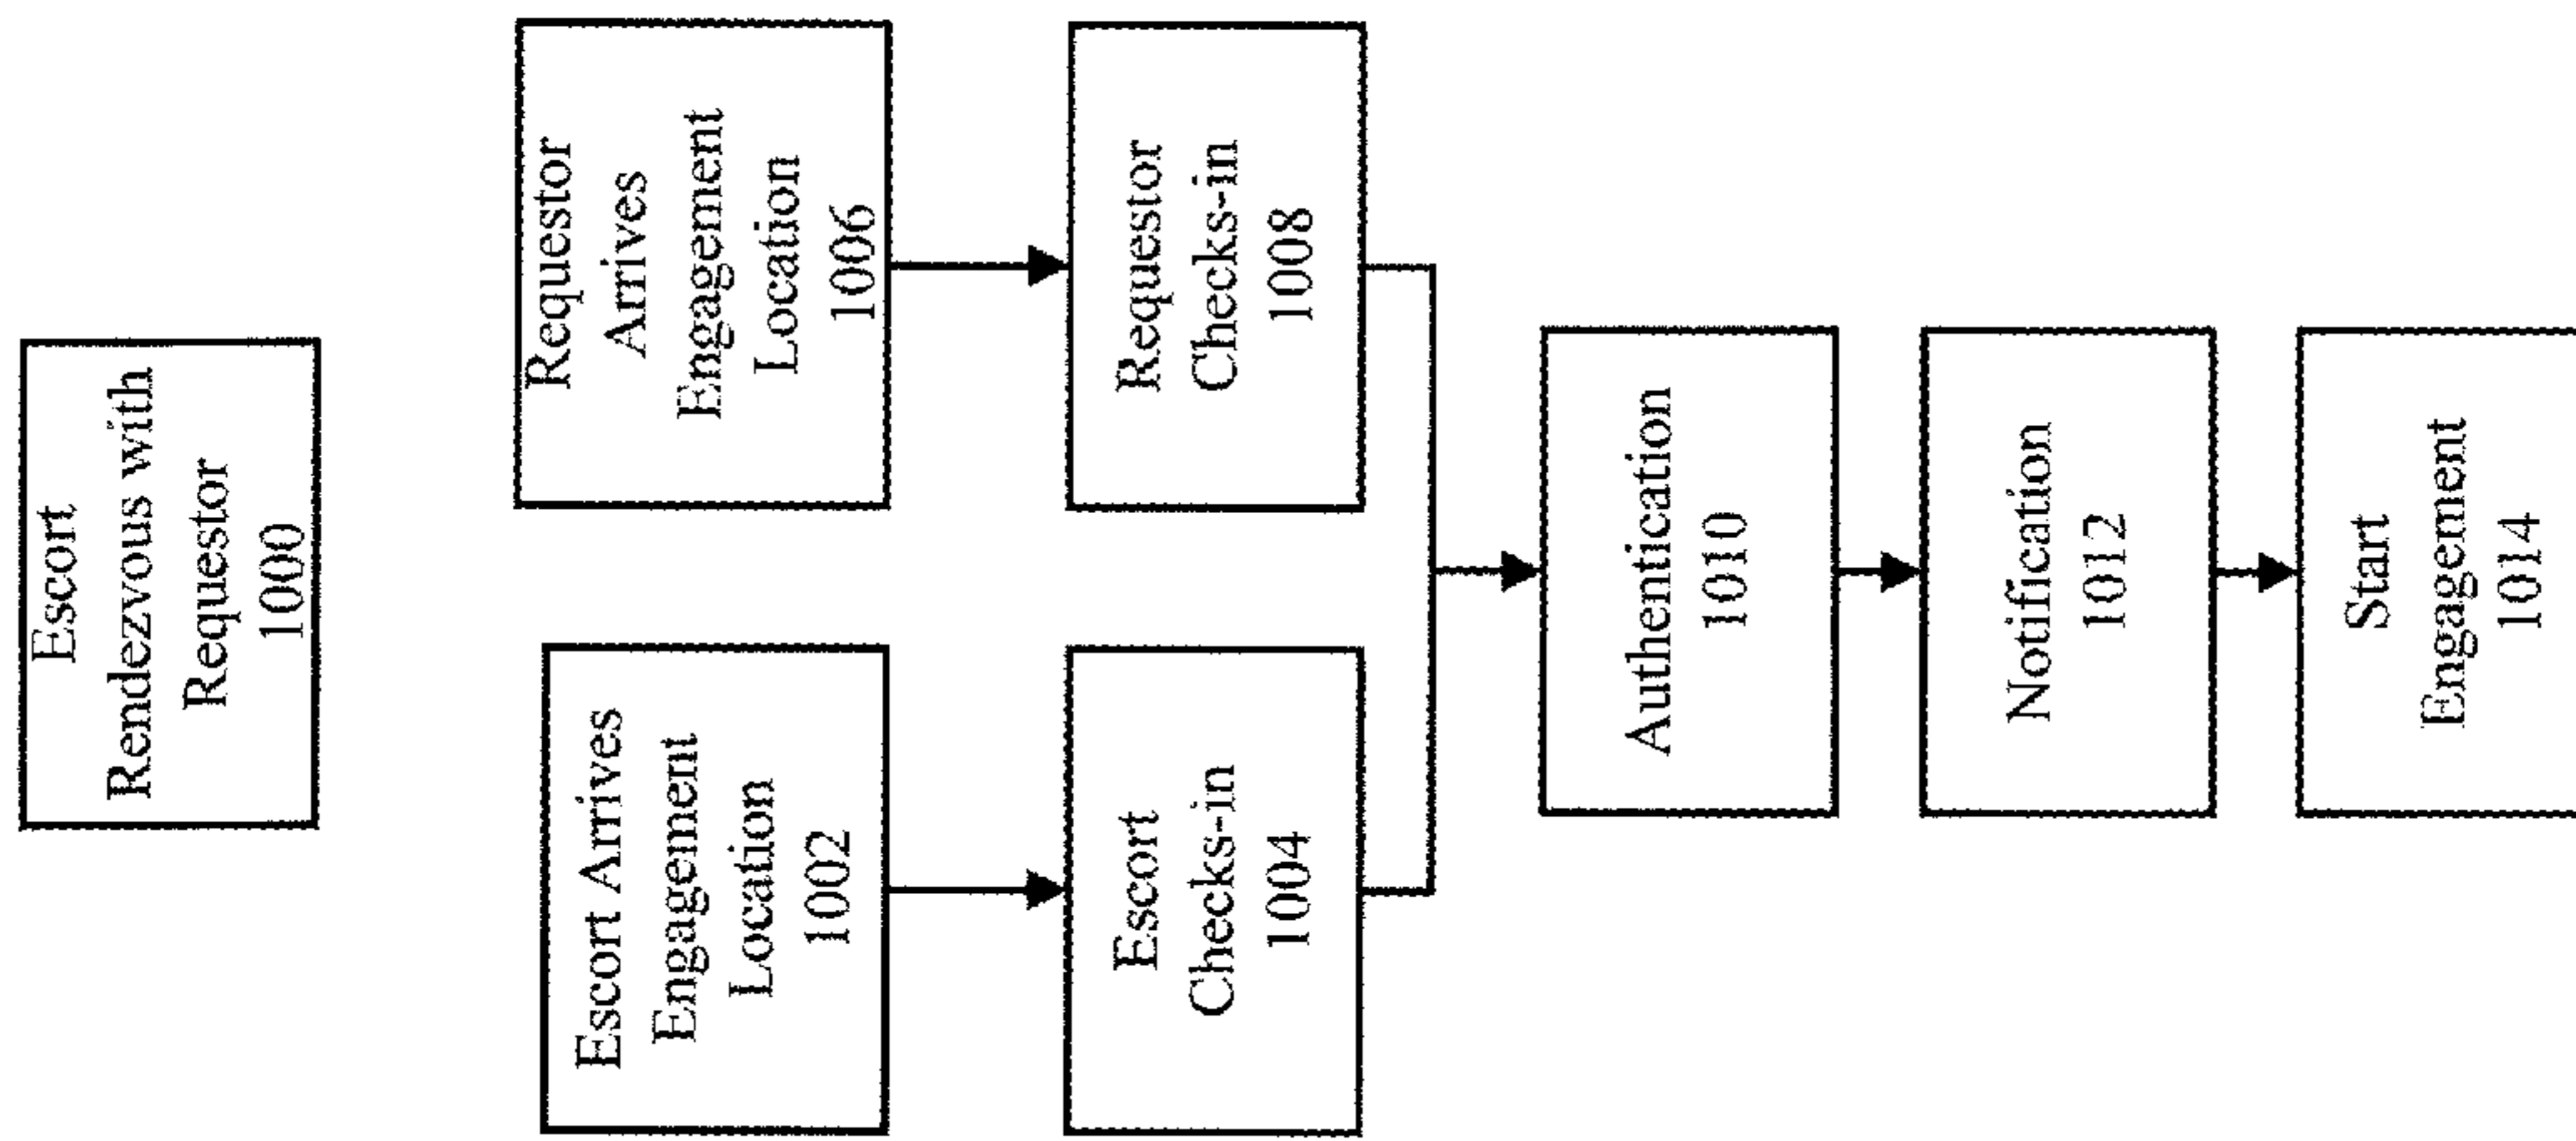 Escort
Rendezvous with
Requestor
1000
Escort Arrives
Engagement
Location
1002
Requestor
Arrives
Engagement
Location
1006
Escort
Checks-in
1004
Requestor
Checks-in
1008
Authentication
1010
Notification
1012
Start
Engagement
1014